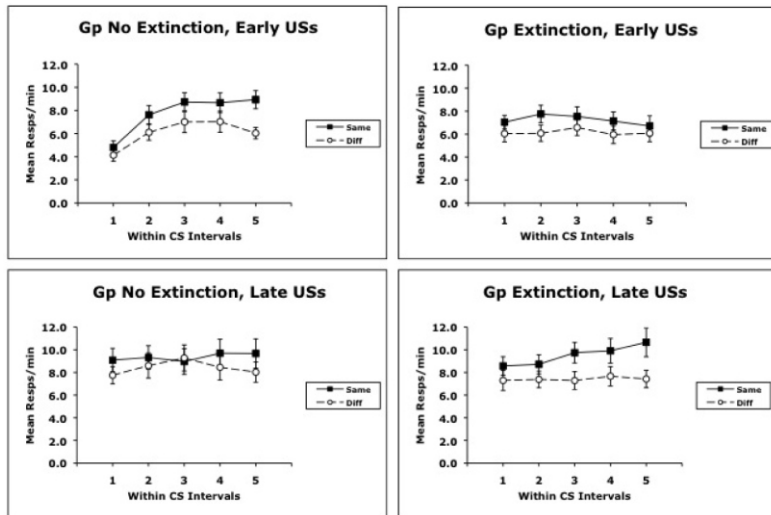 Gp No Extinction, Early USs
Mean Resps/min
12.0
10.0
8.0
6.0
4.0
2.0
0.0
1 2 3 4 5
Within CS Intervals
Same
Diff
Gp Extinction, Early USs
Mean Resps/min
12.0
10.0
8.0
6.0
4.0
2.0
0.0
1 2 3 4 5
Within CS Intervals
Same
Diff
Gp No Extinction, Late USs
Mean Resps/min
12.0
10.0
8.0
6.0
4.0
2.0
0.0
1 2 3 4 5
Within CS Intervals
Same
Diff
Gp Extinction, Late USs
Mean Resps/min
12.0
10.0
8.0
6.0
4.0
2.0
0.0
1 2 3 4 5
Within CS Intervals
Same
Diff